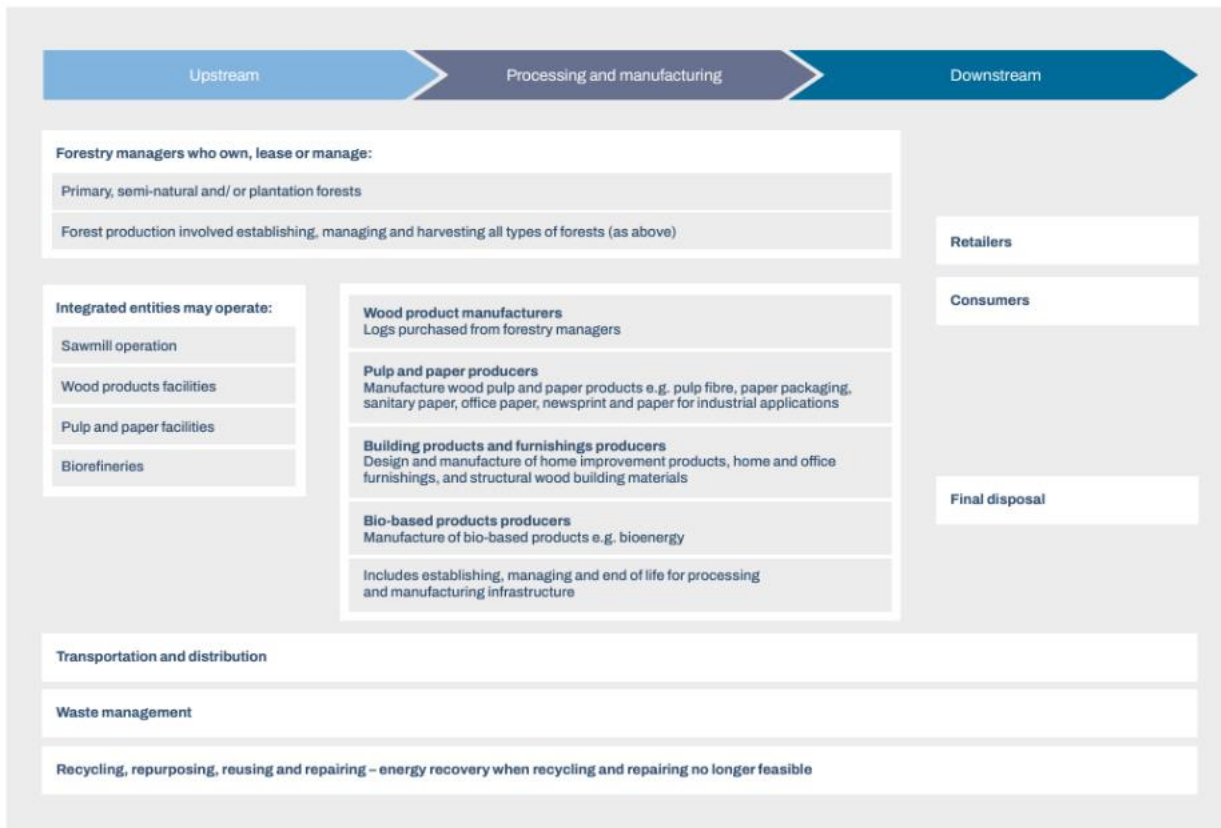 Upstream
Processing and manufacturing
Downstream
Forestry managers who own, lease or manage:
Primary, semi-natural and/ or plantation forests
Forest production involved establishing, managing and harvesting all types of forests (as above)
Integrated entities may operate:
Sawmill operation
Wood products facilities
Pulp and paper facilities
Biorefineries
Wood product manufacturers
Logs purchased from forestry managers
Pulp and paper producers
Manufacture wood pulp and paper products e.g. pulp fibre, paper packaging,
sanitary paper, office paper, newsprint and paper for industrial applications
Building products and furnishings producers
Design and manufacture of home improvement products, home and office
furnishings, and structural wood building materials
Bio-based products producers
Manufacture of bio-based products e.g. bioenergy
Includes establishing, managing and end of life for processing
and manufacturing infrastructure
Retailers
Consumers
Final disposal
Transportation and distribution
Waste management
Recycling, repurposing, reusing and repairing – energy recovery when recycling and repairing no longer feasible